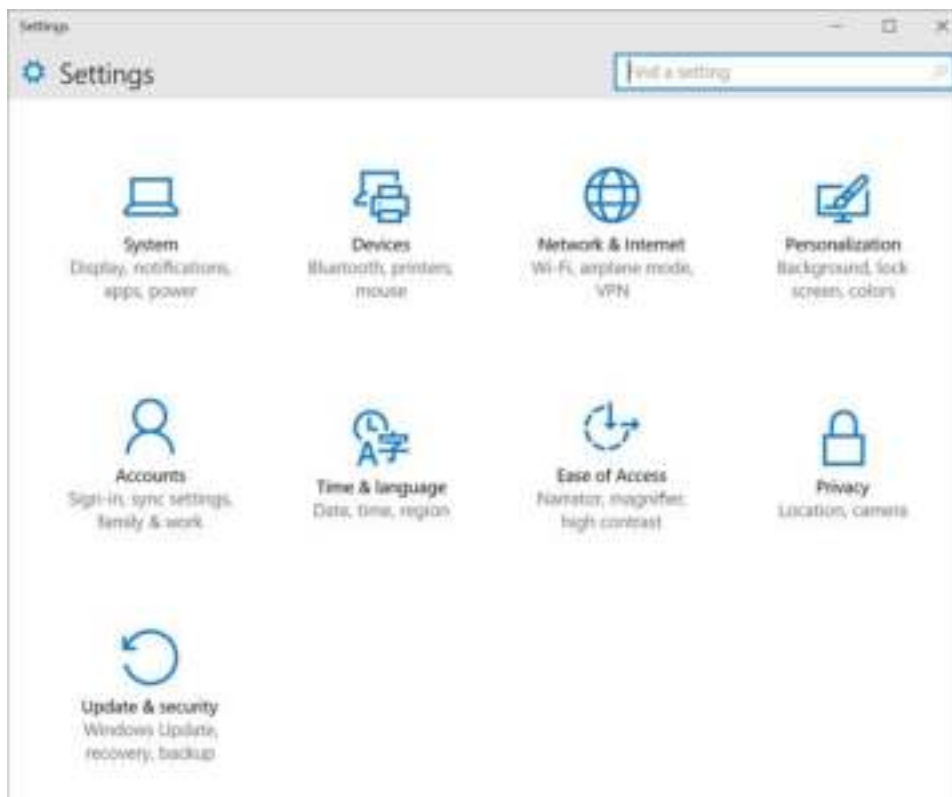 Settings
Settings
Find a setting
System
Display, notifications,
apps, power
Devices
Bluetooth, printers,
mouse
Network & Internet
Wi-Fi, airplane mode,
VPN
Personalization
Background, lock
screen, colors
Accounts
Sign-in, sync settings,
family & work
Time & language
Date, time, region
Ease of Access
Narrator, magnifier,
high contrast
Privacy
Location, camera
Update & security
Windows Update,
recovery, backup